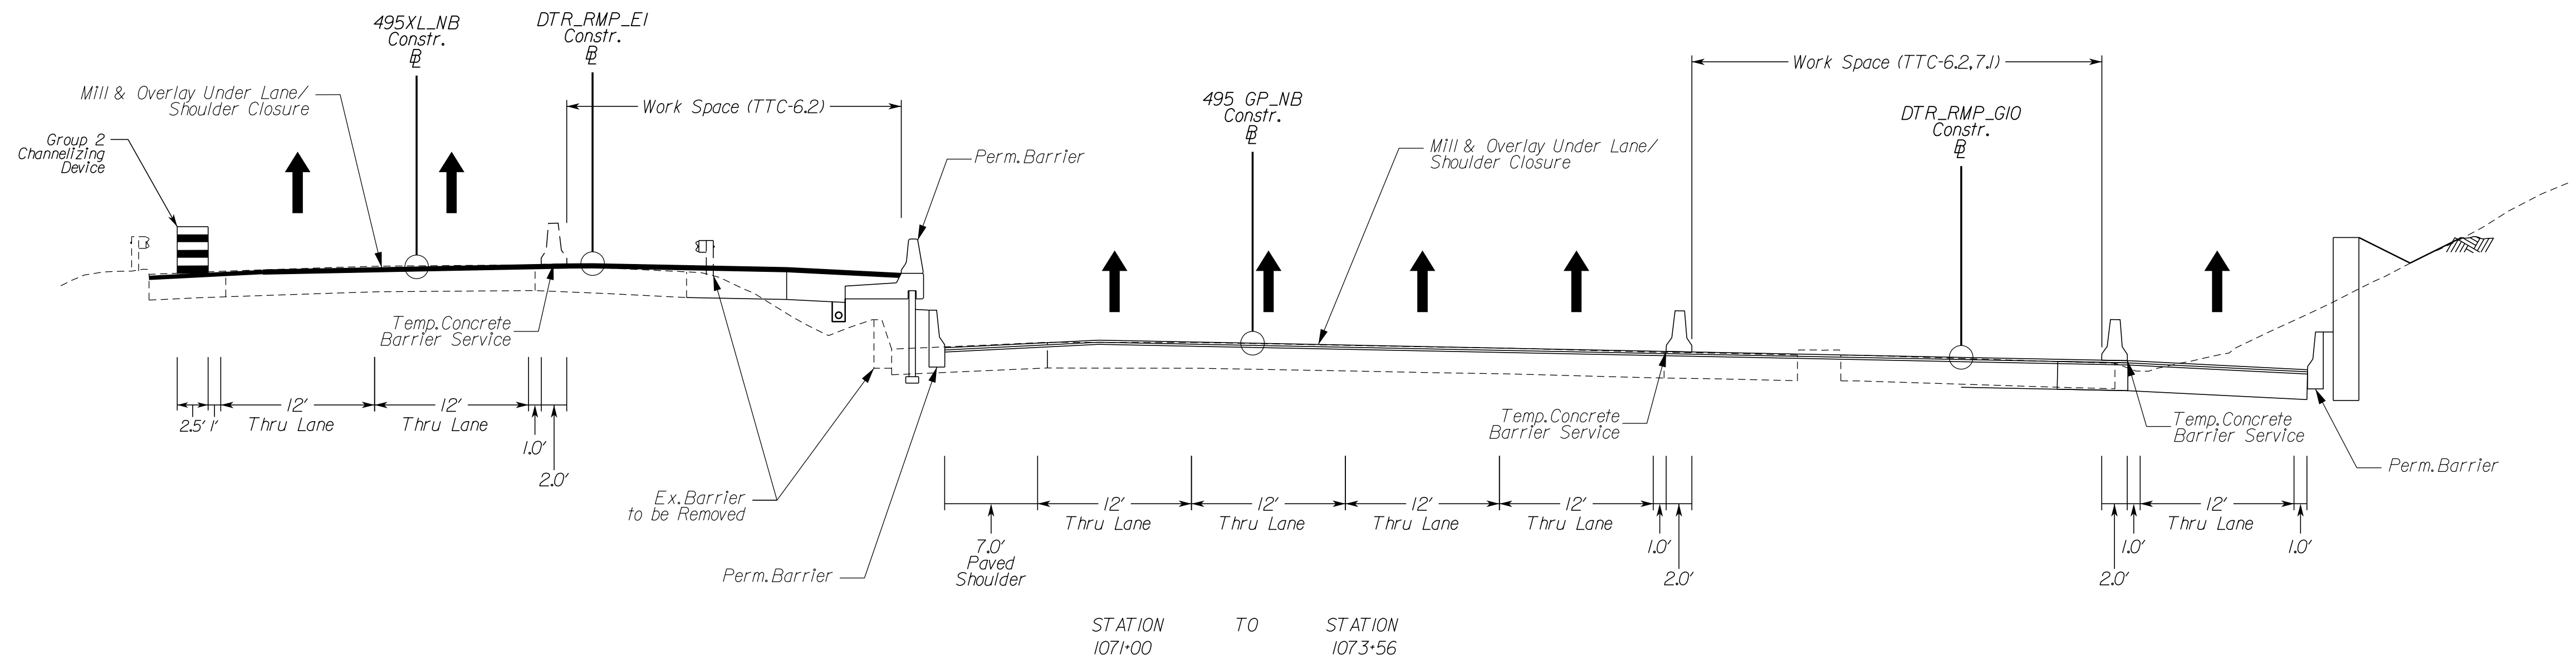 495XL_NB
Constr.
BL
DTR_RMP_E1
Constr.
BL
Mill & Overlay Under Lane/
Shoulder Closure
Group 2
Channelizing
Device
Work Space (TTC-6.2)
Perm. Barrier
495 GP_NB
Constr.
BL
Mill & Overlay Under Lane/
Shoulder Closure
Work Space (TTC-6.2,7.1)
DTR_RMP_G10
Constr.
BL
Temp. Concrete
Barrier Service
2.5' 1'
12'
Thru Lane
12'
Thru Lane
1.0'
2.0'
Ex. Barrier
to be Removed
Perm. Barrier
7.0'
Paved
Shoulder
12'
Thru Lane
12'
Thru Lane
12'
Thru Lane
12'
Thru Lane
1.0'
2.0'
Temp. Concrete
Barrier Service
Temp. Concrete
Barrier Service
Perm. Barrier
2.0'
1.0'
12'
Thru Lane
1.0'
STATION TO STATION
1071+00 1073+56